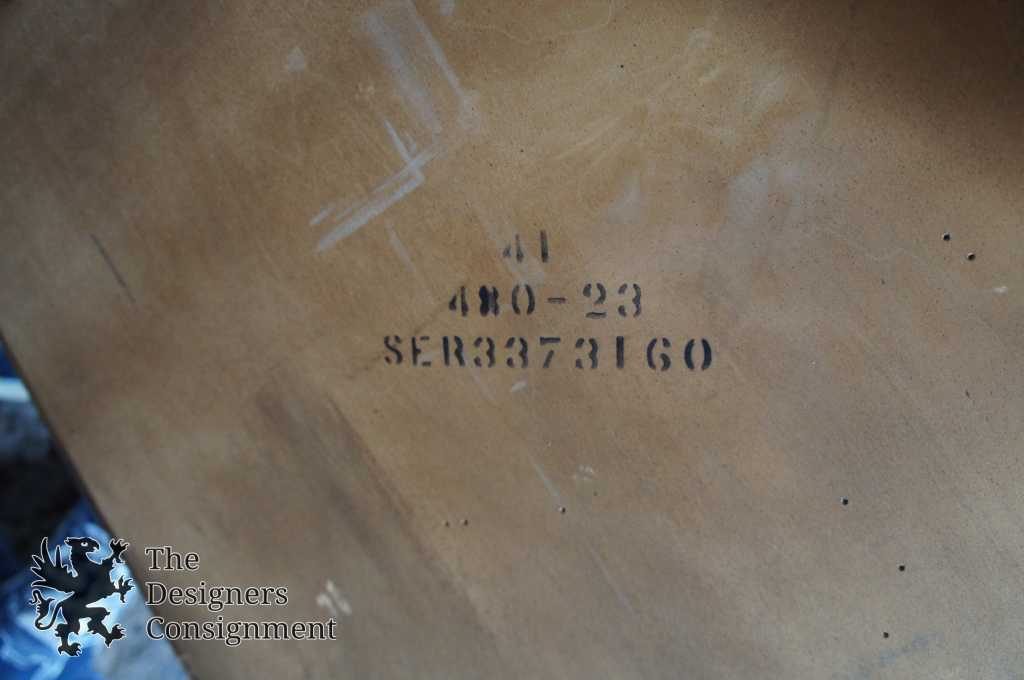 41
480-23
SER3373160
The
Designers
Consignment